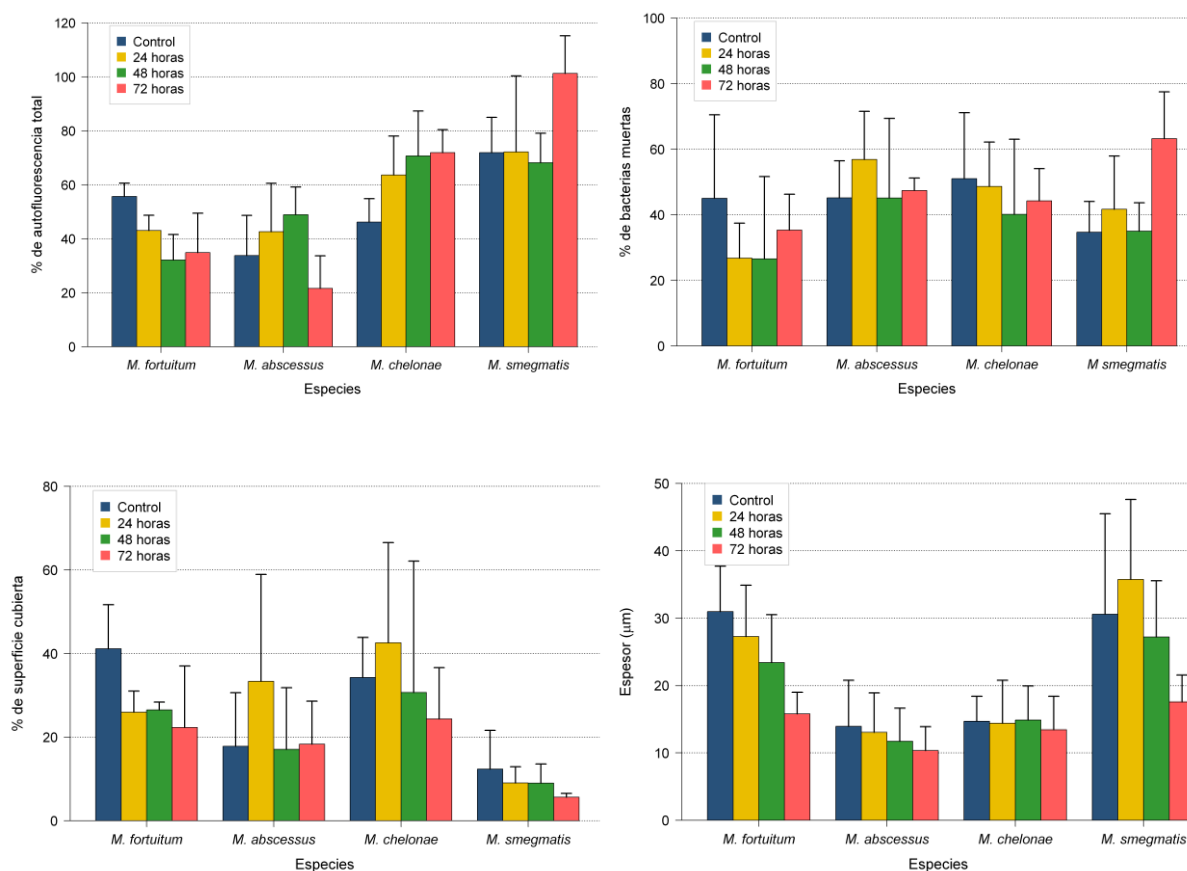 % de autofluorescencia total
120
100
80
60
40
20
0
Control
24 horas
48 horas
72 horas
M. fortuitum M. abscessus M. chelonae M. smegmatis
Especies
% de bacterias muertas
100
80
60
40
20
0
Control
24 horas
48 horas
72 horas
M. fortuitum M. abscessus M. chelonae M smegmatis
Especies
% de superficie cubierta
80
60
40
20
0
Control
24 horas
48 horas
72 horas
M. fortuitum M. abscessus M. chelonae M. smegmatis
Especies
Espesor (μm)
50
40
30
20
10
0
Control
24 horas
48 horas
72 horas
M. fortuitum M. abscessus M. chelonae M. smegmatis
Especies